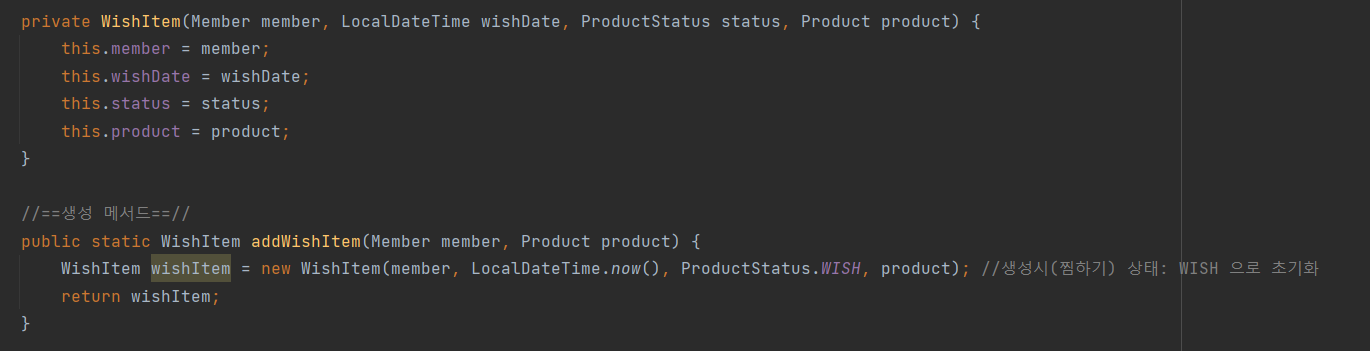 private WishItem(Member member, LocalDateTime wishDate, ProductStatus status, Product product) {
    this.member = member;
    this.wishDate = wishDate;
    this.status = status;
    this.product = product;
}

//==생성 메서드==//
public static WishItem addWishItem(Member member, Product product) {
    WishItem wishItem = new WishItem(member, LocalDateTime.now(), ProductStatus.WISH, product); //생성시(찜하기) 상태: WISH 으로 초기화
    return wishItem;
}